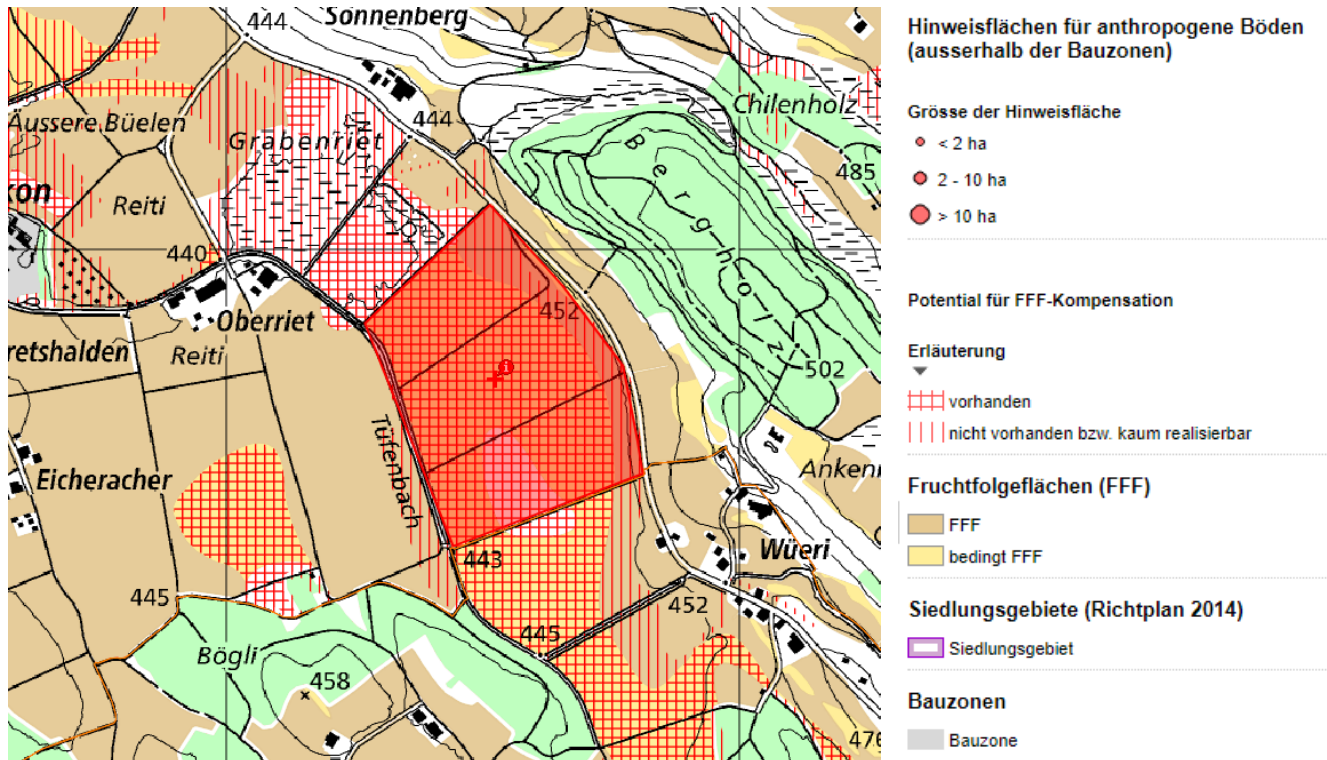 444
Sonnenberg
Äussere Büelen
Grabenriet
444
Chilenholz
Bergholz
485
kon
Reiti
440
452
Oberriet
retshalden
Reiti
502
Tüfenbach
Eicheracher
Anken
Wüeri
443
445
452
445
Bögli
458
476
Hinweisflächen für anthropogene Böden
(ausserhalb der Bauzonen)
Grösse der Hinweisfläche
< 2 ha
2 - 10 ha
> 10 ha
Potential für FFF-Kompensation
Erläuterung
vorhanden
nicht vorhanden bzw. kaum realisierbar
Fruchtfolgeflächen (FFF)
FFF
bedingt FFF
Siedlungsgebiete (Richtplan 2014)
Siedlungsgebiet
Bauzonen
Bauzone